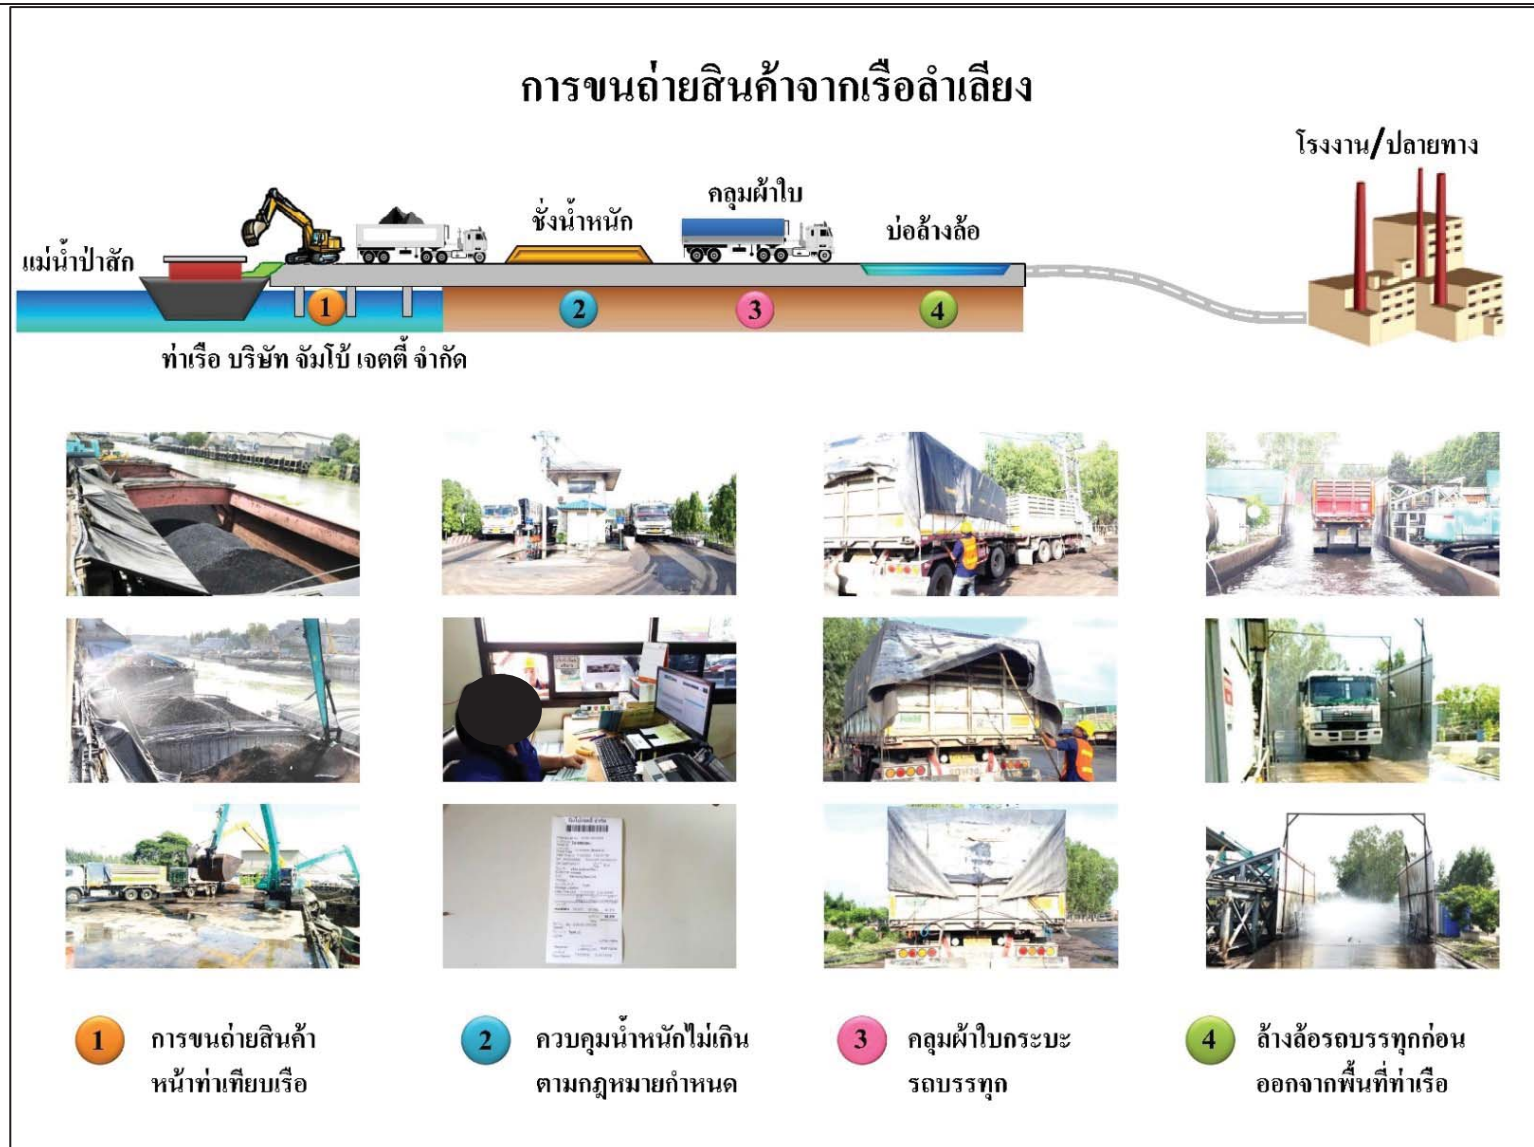 การขนถ่ายสินค้าจากเรือลำเลียง
โรงงาน/ปลายทาง
คลุมผ้าใบ
ชั่งน้ำหนัก
บ่อล้างล้อ
แม่น้ำป่าสัก
1
2
3
4
ท่าเรือ บริษัท จัมโบ้ เจตตี้ จำกัด
1 การขนถ่ายสินค้า
หน้าท่าเทียบเรือ
2 ควบคุมน้ำหนักไม่เกิน
ตามกฎหมายกำหนด
3 คลุมผ้าใบกระบะ
รถบรรทุก
4 ล้างล้อรถบรรทุกก่อน
ออกจากพื้นที่ท่าเรือ